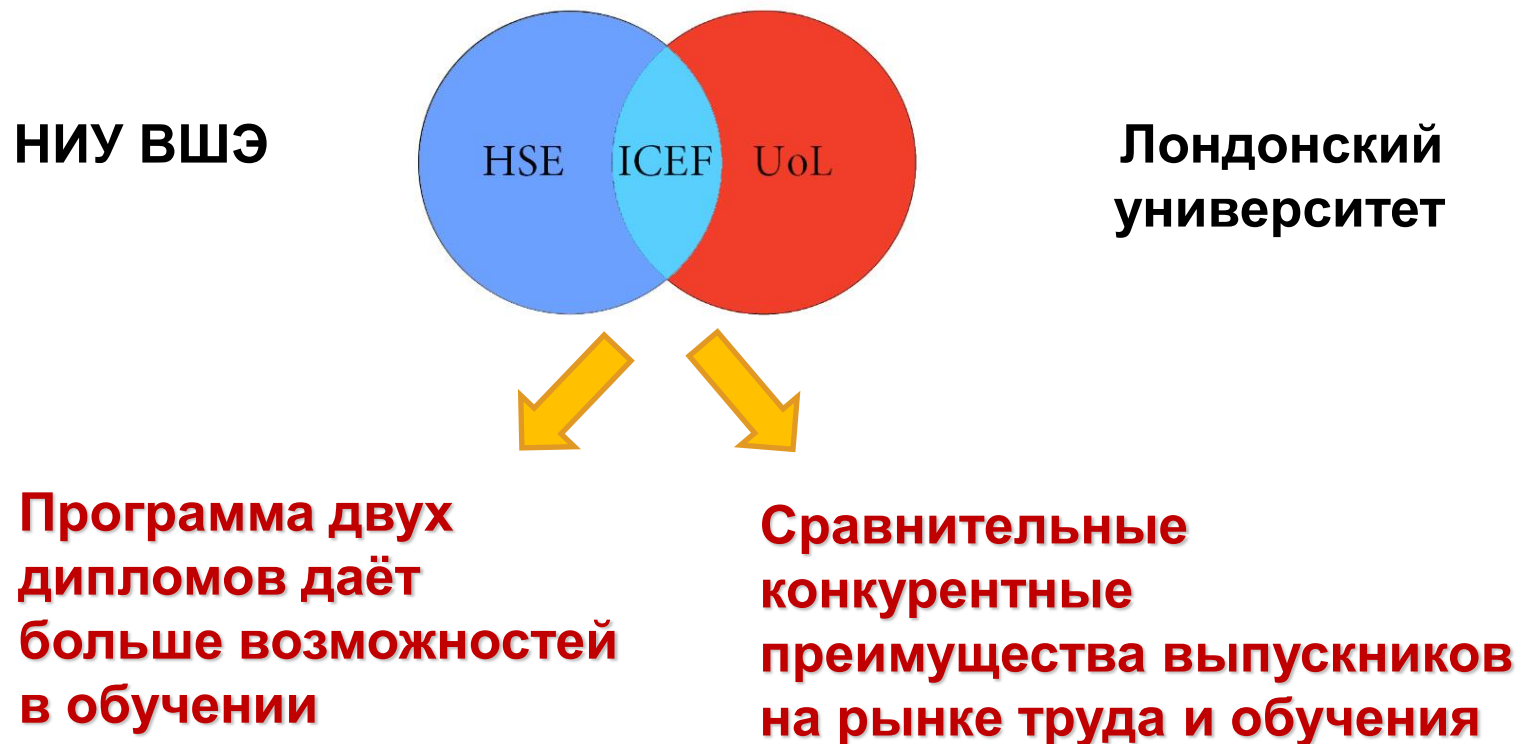 НИУ ВШЭ
HSE ICEF UoL
Лондонский
университет
Программа двух
дипломов даёт
больше возможностей
в обучении
Сравнительные
конкурентные
преимущества выпускников
на рынке труда и обучения